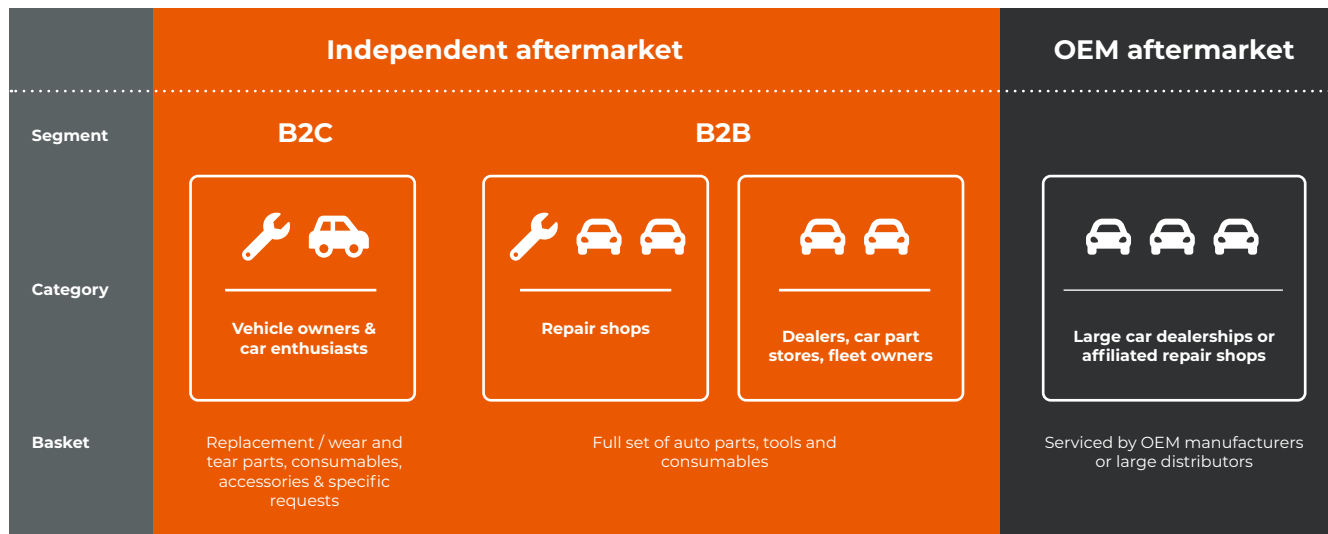 Independent aftermarket
OEM aftermarket
Segment
B2C
B2B
Category
Vehicle owners &
car enthusiasts
Repair shops
Dealers, car part
stores, fleet owners
Large car dealerships or
affiliated repair shops
Basket
Replacement / wear and
tear parts, consumables,
accessories & specific
requests
Full set of auto parts, tools and
consumables
Serviced by OEM manufacturers
or large distributors